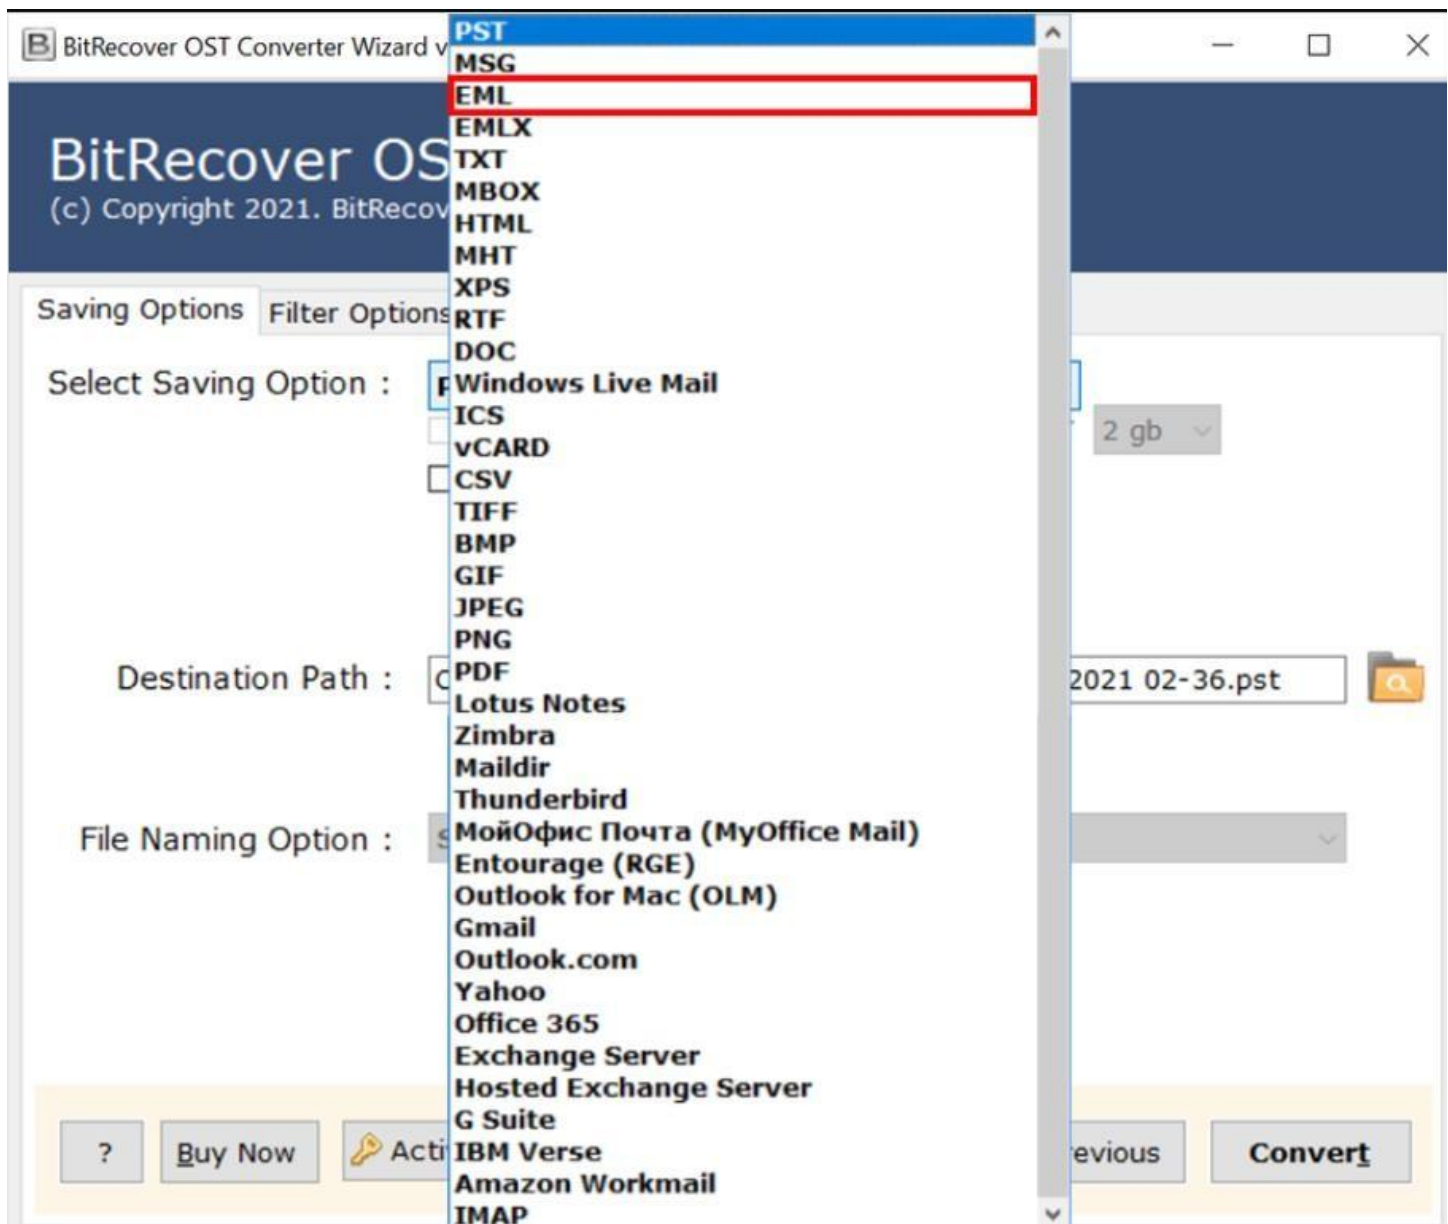 BitRecover OST Converter Wizard v
BitRecover OS
(c) Copyright 2021. BitRecov
Saving Options
Filter Options
Select Saving Option :
PST
MSG
EML
EMLX
TXT
MBOX
HTML
MHT
XPS
RTF
DOC
Windows Live Mail
ICS
vCARD
CSV
TIFF
BMP
GIF
JPEG
PNG
PDF
Lotus Notes
Zimbra
Maildir
Thunderbird
МойОфис Почта (MyOffice Mail)
Entourage (RGE)
Outlook for Mac (OLM)
Gmail
Outlook.com
Yahoo
Office 365
Exchange Server
Hosted Exchange Server
G Suite
IBM Verse
Amazon Workmail
IMAP
2 gb
Destination Path :
2021 02-36.pst
File Naming Option :
?
Buy Now
Acti
evious
Convert